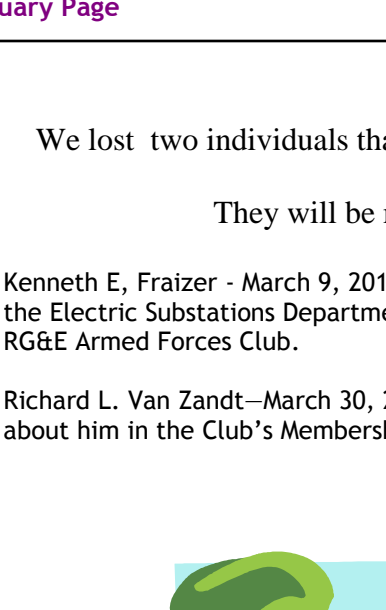 uary Page
We lost two individuals tha
They will be
Kenneth E, Fraizer - March 9, 201
the Electric Substations Departme
RG&E Armed Forces Club.
Richard L. Van Zandt—March 30, 2
about him in the Club’s Membersh